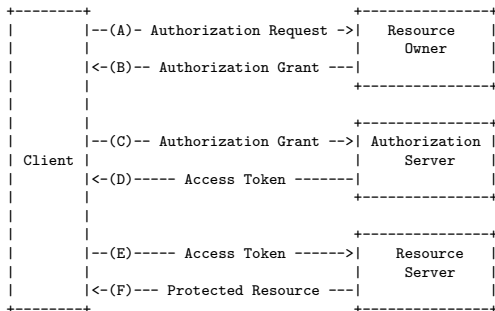 +--------+                               +---------------+
|        |--(A)- Authorization Request ->|   Resource    |
|        |                               |     Owner     |
|        |<-(B)-- Authorization Grant ---|               |
|        |                               +---------------+
|        |
|        |                               +---------------+
|        |--(C)-- Authorization Grant -->| Authorization |
| Client |                               |     Server    |
|        |<-(D)----- Access Token -------|               |
|        |                               +---------------+
|        |
|        |                               +---------------+
|        |--(E)----- Access Token ------>|    Resource   |
|        |                               |     Server    |
|        |<-(F)--- Protected Resource ---|               |
+--------+                               +---------------+